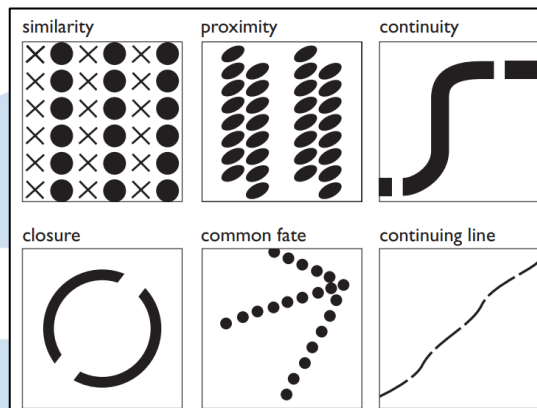 similarity
proximity
continuity
closure
common fate
continuing line